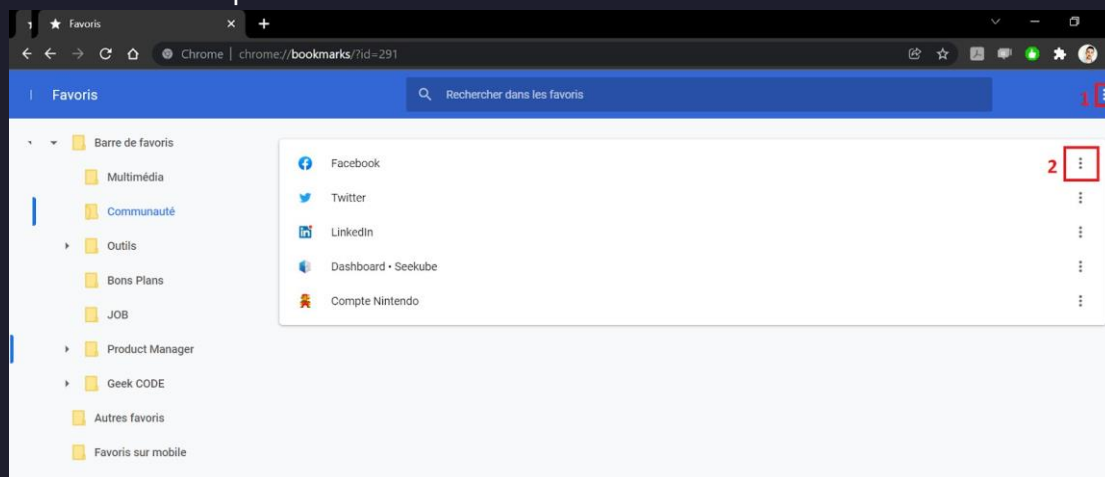 Favoris
Chrome | chrome://bookmarks/?id=291
Favoris
Rechercher dans les favoris
1
Barre de favoris
Multimédia
Communauté
Outils
Bons Plans
JOB
Product Manager
Geek CODE
Autres favoris
Favoris sur mobile
Facebook
2
Twitter
LinkedIn
Dashboard • Seekube
Compte Nintendo